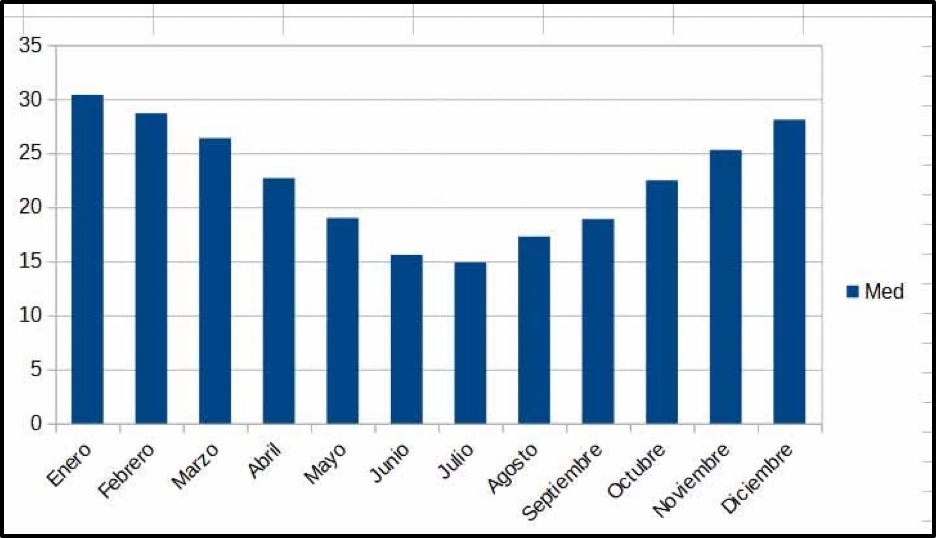 35
30
25
20
15
10
5
0
Enero
Febrero
Marzo
Abril
Mayo
Junio
Julio
Agosto
Septiembre
Octubre
Noviembre
Diciembre
Med